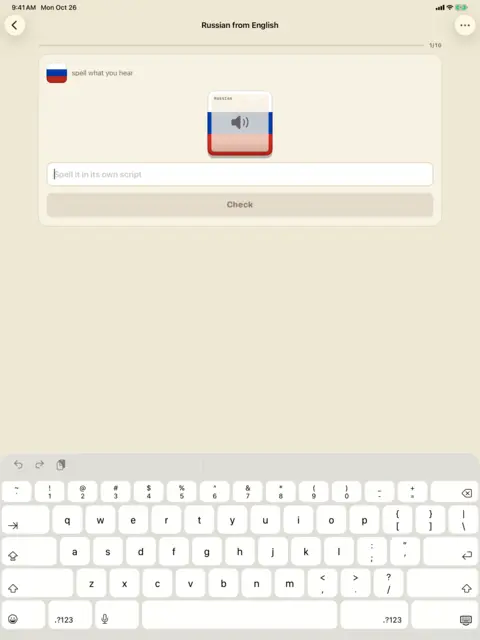 9:41 AM Mon Oct 26
Russian from English
1/10
spell what you hear
Russian
Spell it in its own script
Check
~ ! @ # $ % ^ & * ( ) _ +
` 1 2 3 4 5 6 7 8 9 0 - =
q w e r t y u i o p { } |
[ ] \
a s d f g h j k l : "
; '
z x c v b n m < > ?
, . /
.?123 .?123